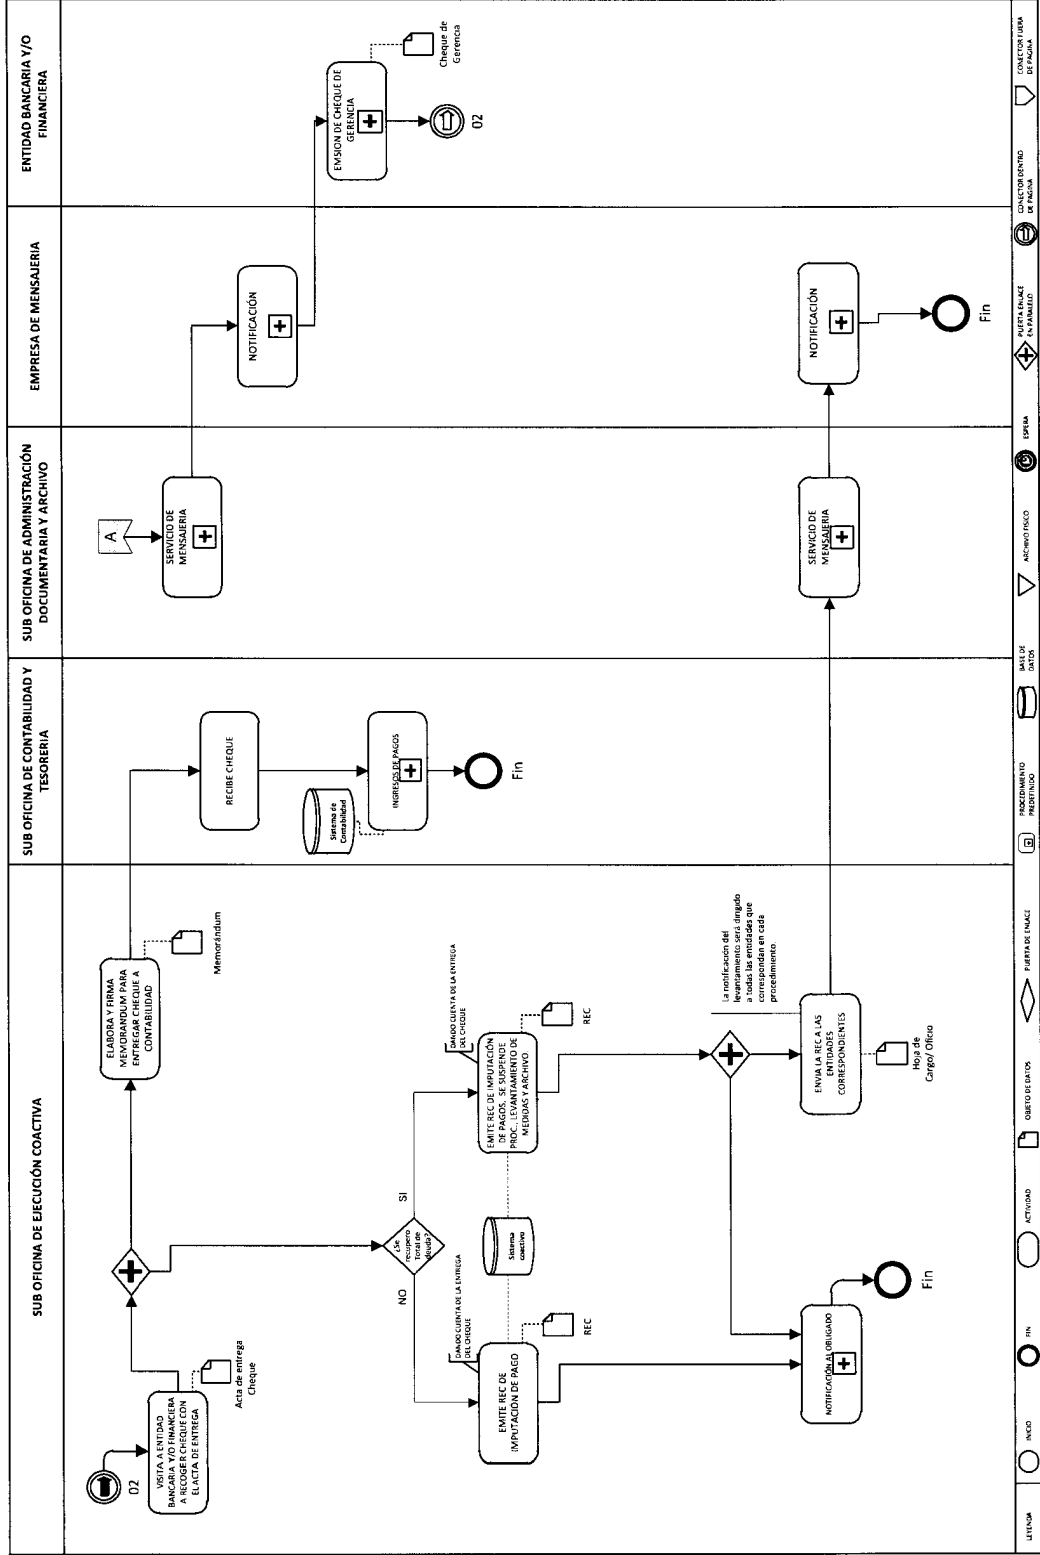 SUB OFICINA DE EJECUCIÓN COACTIVA
SUB OFICINA DE CONTABILIDAD Y
TESORERIA
SUB OFICINA DE ADMINISTRACIÓN
DOCUMENTARIA Y ARCHIVO
EMPRESA DE MENSAJERIA
ENTIDAD BANCARIA Y/O
FINANCIERA
02
VISITA A ENTIDAD
BANCARIA Y/O FINANCIERA
A RECOGER CHEQUE CON
EL ACTA DE ENTREGA
Acta de entrega
Cheque
ELABORA Y FIRMA
MEMORANDUM PARA
ENTREGAR CHEQUE A
CONTABILIDAD
Memorándum
RECIBE CHEQUE
Sistema de
Contabilidad
INGRESOS DE PAGOS
Fin
A
SERVICIO DE
MENSAJERIA
NOTIFICACIÓN
EMSION DE CHEQUE DE
GERENCIA
Cheque de
Gerencia
02
¿Se
recupero
Total de
deuda?
NO
SI
DANDO CUENTA DE LA ENTREGA
DEL CHEQUE
EMITE REC DE
IMPUTACIÓN DE PAGO
REC
Sistema
coactivo
DANDO CUENTA DE LA ENTREGA
DEL CHEQUE
EMITE REC DE IMPUTACIÓN
DE PAGOS, SE SUSPENDE
PROC., LEVANTAMIENTO DE
MEDIDAS Y ARCHIVO.
REC
La notificación del
levantamiento será dirigido
a todas las entidades que
correspondan en cada
procedimiento.
NOTIFICACIÓN AL OBLIGADO
Fin
ENVIA LA REC A LAS
ENTIDADES
CORRESPONDIENTES
Hoja de
Cargo/ Oficio
SERVICIO DE
MENSAJERIA
NOTIFICACIÓN
Fin
LEYENDA
INICIO
FIN
ACTIVIDAD
OBJETO DE DATOS
PUERTA DE ENLACE
PROCEDIMIENTO
PREDEFINIDO
BASE DE
DATOS
ARCHIVO FISICO
ESPERA
PUERTA ENLACE
EN PARALELO
CONECTOR DENTRO
DE PAGINA
CONECTOR FUERA
DE PAGINA